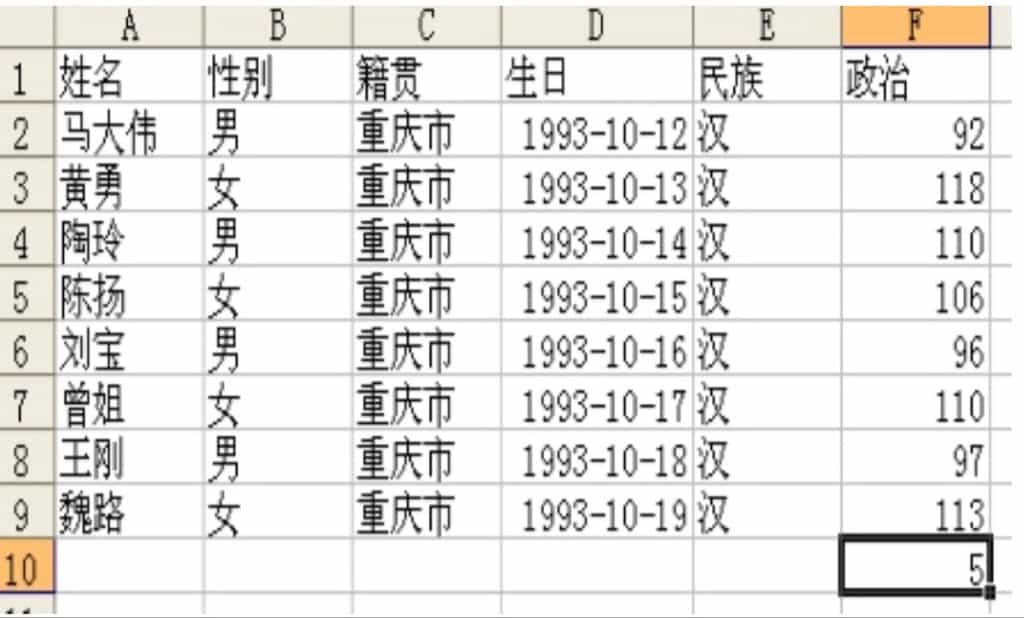 A B C D E F
1 姓名 性别 籍贯 生日 民族 政治
2 马大伟 男 重庆市 1993-10-12 汉 92
3 黄勇 女 重庆市 1993-10-13 汉 118
4 陶玲 男 重庆市 1993-10-14 汉 110
5 陈扬 女 重庆市 1993-10-15 汉 106
6 刘宝 男 重庆市 1993-10-16 汉 96
7 曾姐 女 重庆市 1993-10-17 汉 110
8 王刚 男 重庆市 1993-10-18 汉 97
9 魏路 女 重庆市 1993-10-19 汉 113
10 5